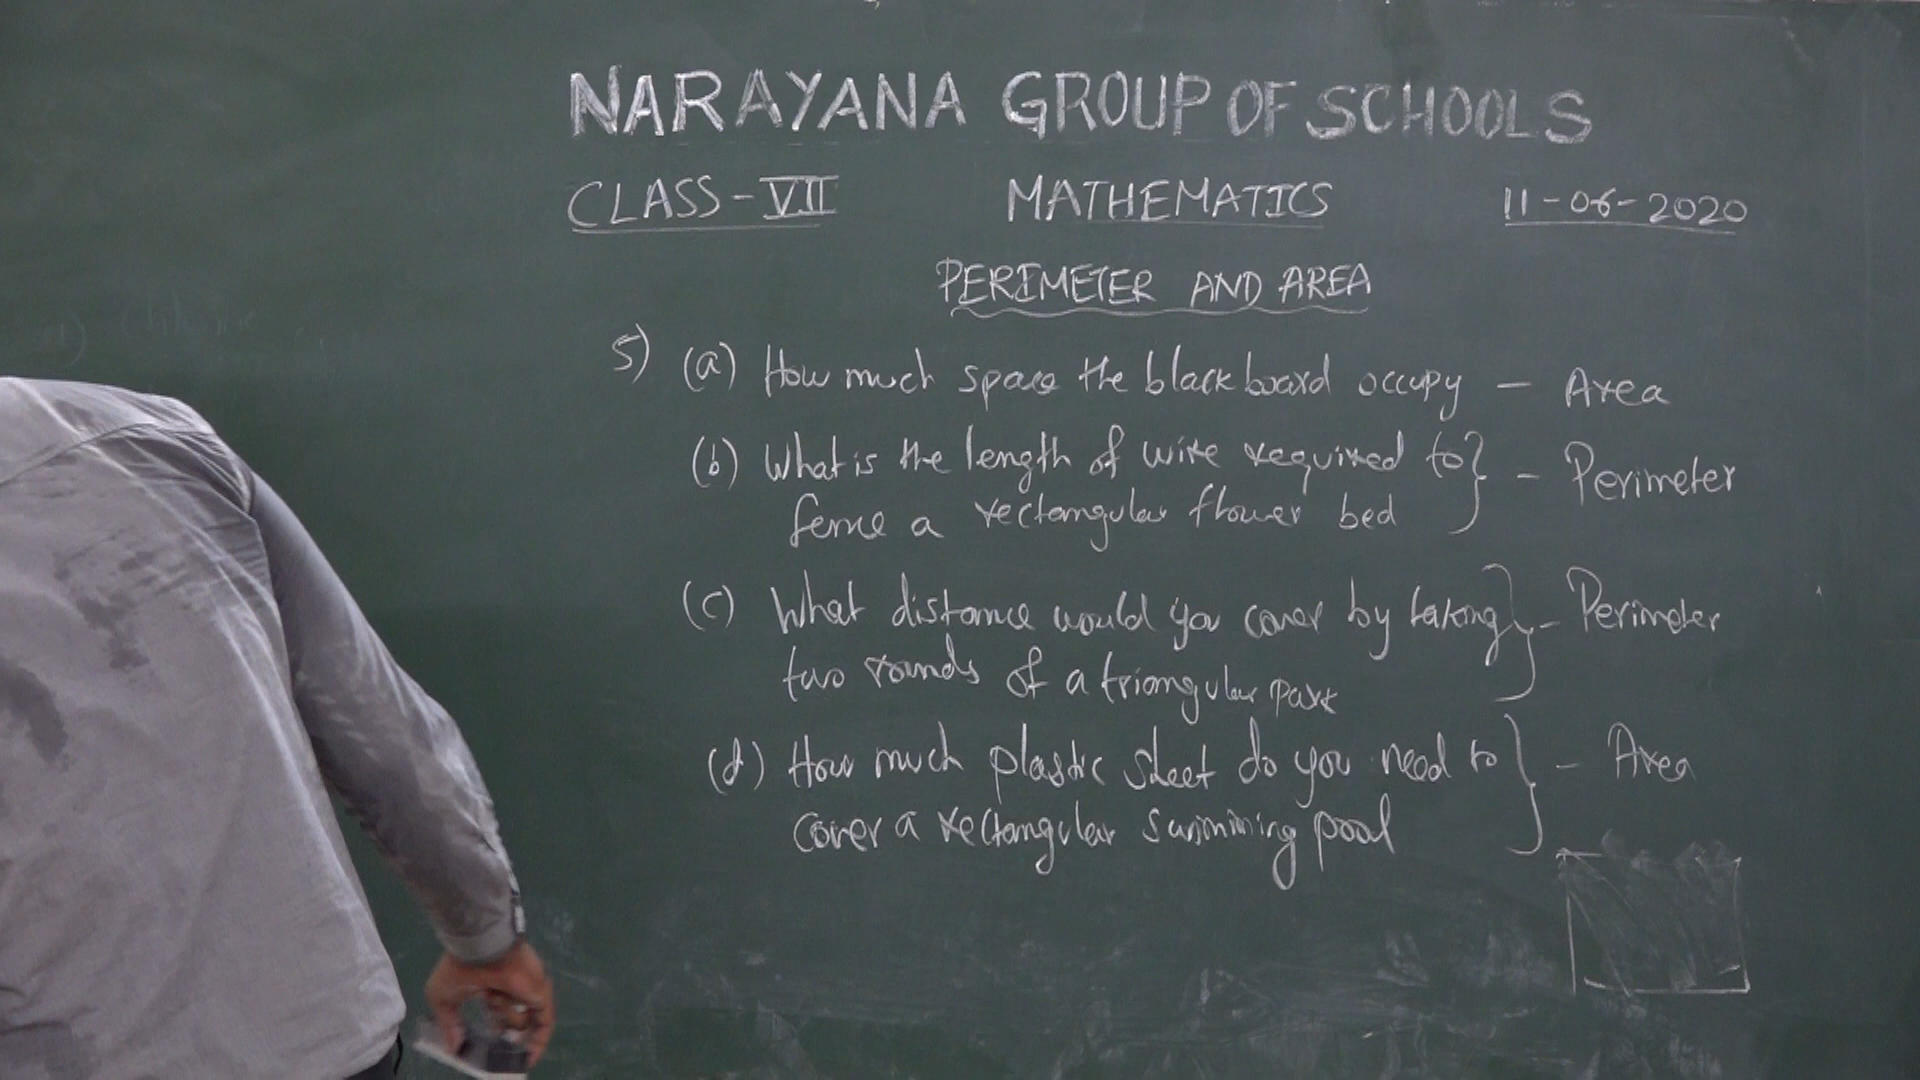 NARAYANA GROUP OF SCHOOLS
CLASS-VII MATHEMATICS 11-06-2020
PERIMETER AND AREA
5) (a) How much space the blackboard occupy — Area
(b) What is the length of wire required to } - Perimeter
fence a rectangular flower bed
(c) What distance would you cover by taking } - Perimeter
two rounds of a triangular park
(d) How much plastic sheet do you need to } - Area
cover a rectangular swimming pool